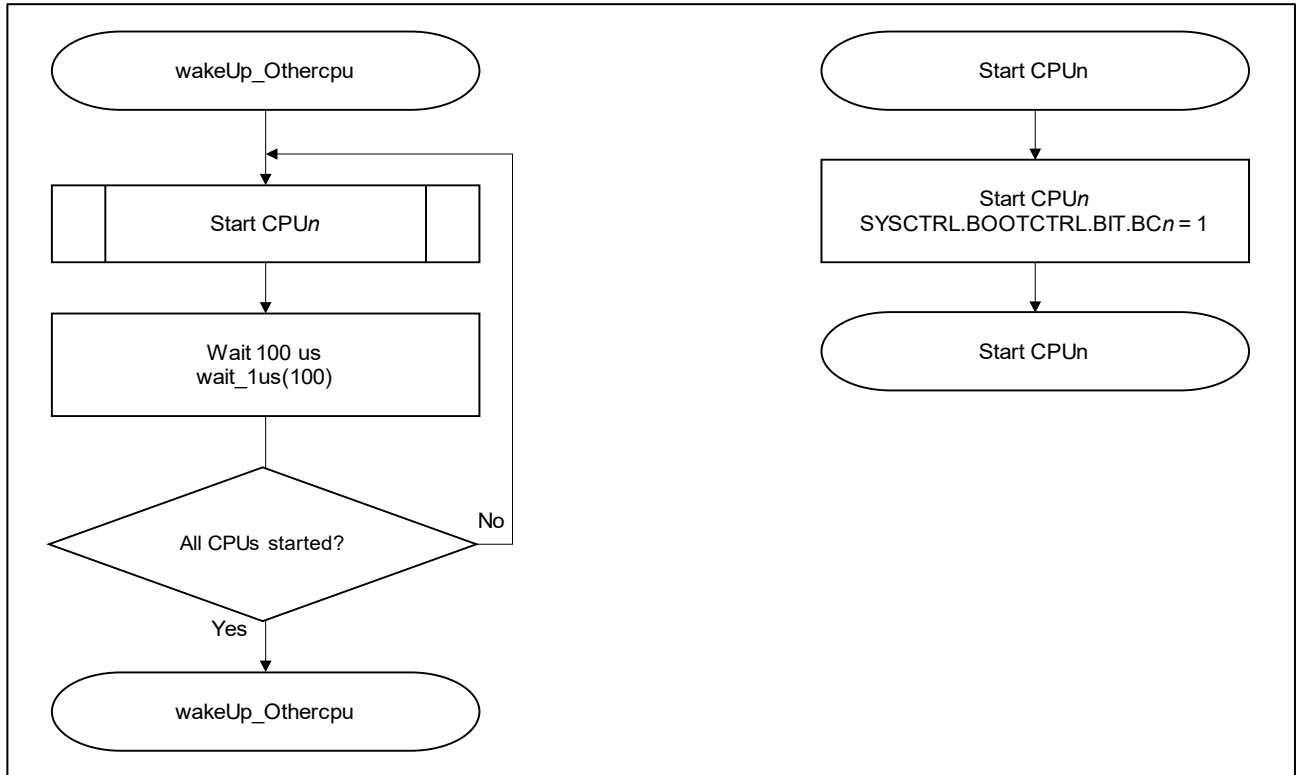 wakeUp_Othercpu
Start CPUn
Wait 100 us
wait_1us(100)
All CPUs started?
No
Yes
wakeUp_Othercpu
Start CPUn
Start CPUn
SYSCTRL.BOOTCTRL.BIT.BCn = 1
Start CPUn